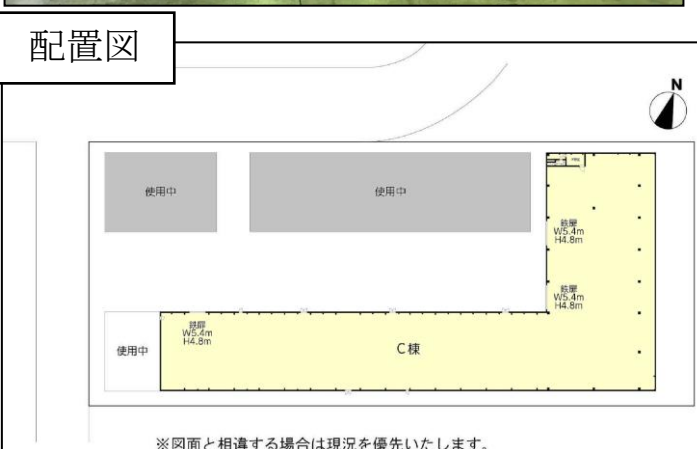 配置図
N
使用中
使用中
鉄扉
W5.4m
H4.8m
鉄扉
W5.4m
H4.8m
鉄扉
W5.4m
H4.8m
使用中
C棟
※図面と相違する場合は現況を優先いたします。